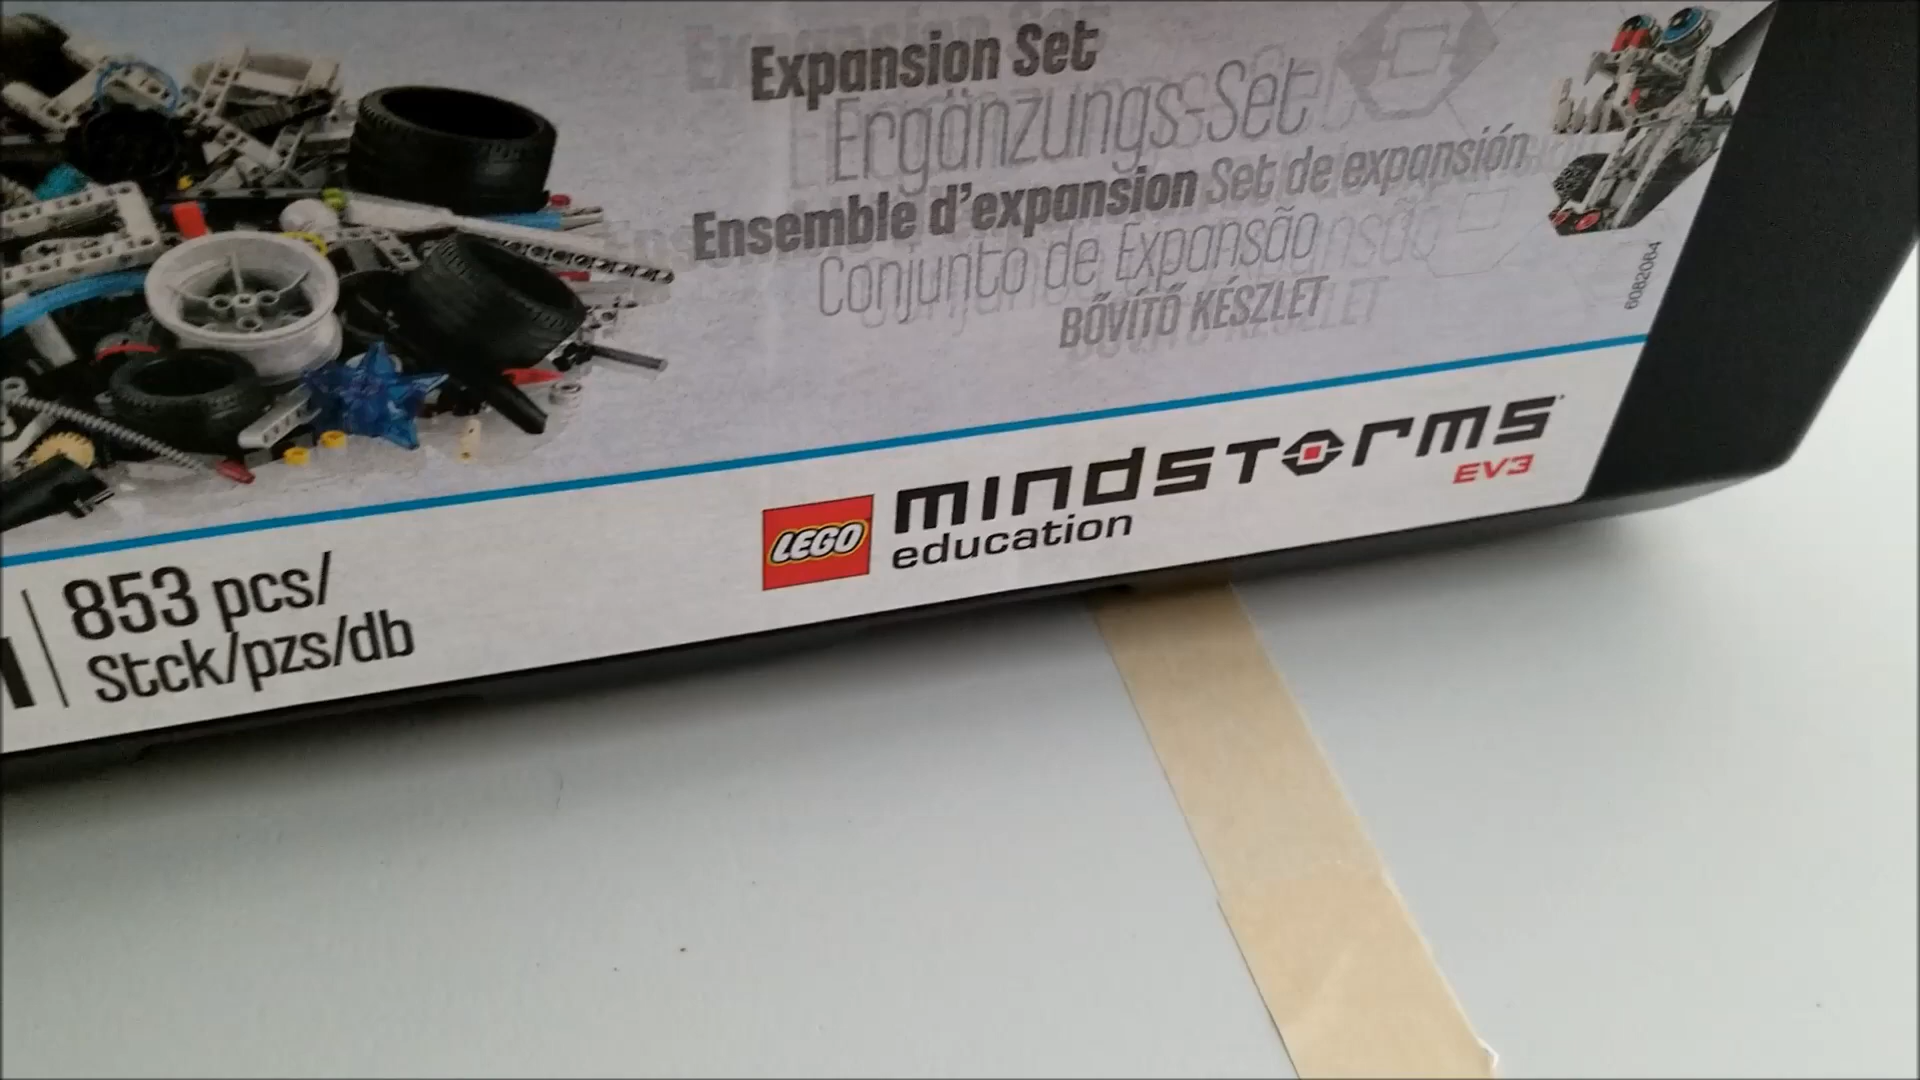 Expansion Set
Ergänzungs-Set
Ensemble d'expansion Set de expansión
Conjunto de Expansão
BŐVÍTŐ KÉSZLET
6082064
LEGO mindstorms
education
EV3
853 pcs/
Stck/pzs/db